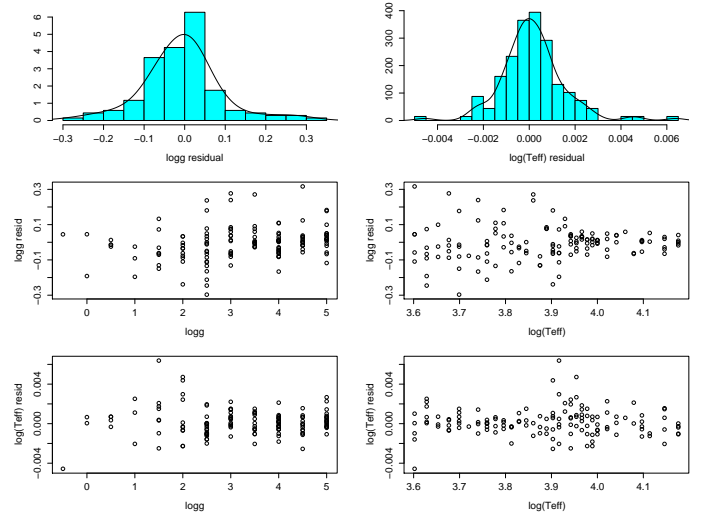 0 1 2 3 4 5 6
−0.3 −0.2 −0.1 0.0 0.1 0.2 0.3
logg residual
0 100 200 300 400
−0.004 −0.002 0.000 0.002 0.004 0.006
log(Teff) residual
−0.3 −0.1 0.1 0.3
logg resid
0 1 2 3 4 5
logg
−0.3 −0.1 0.1 0.3
logg resid
3.6 3.7 3.8 3.9 4.0 4.1
log(Teff)
−0.004 0.000 0.004
log(Teff) resid
0 1 2 3 4 5
logg
−0.004 0.000 0.004
log(Teff) resid
3.6 3.7 3.8 3.9 4.0 4.1
log(Teff)